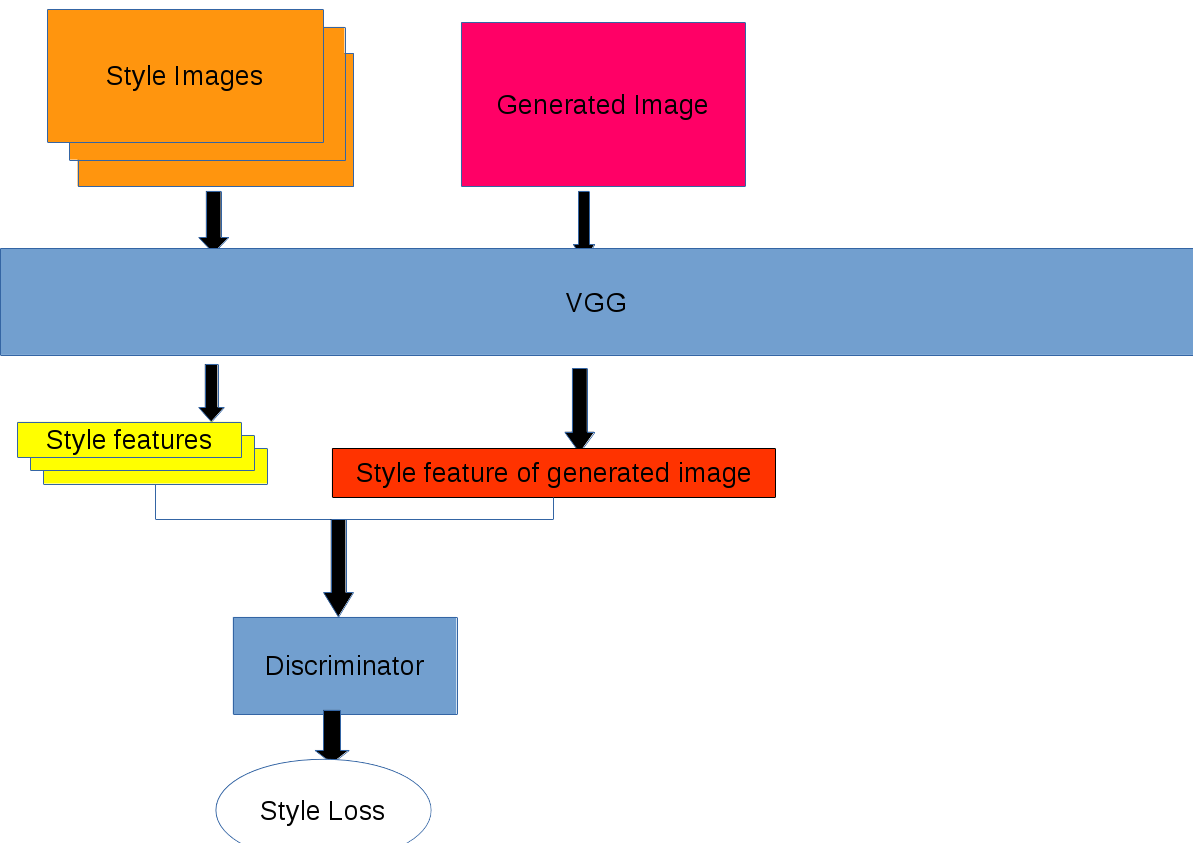 Style Images
Generated Image
VGG
Style features
Style feature of generated image
Discriminator
Style Loss